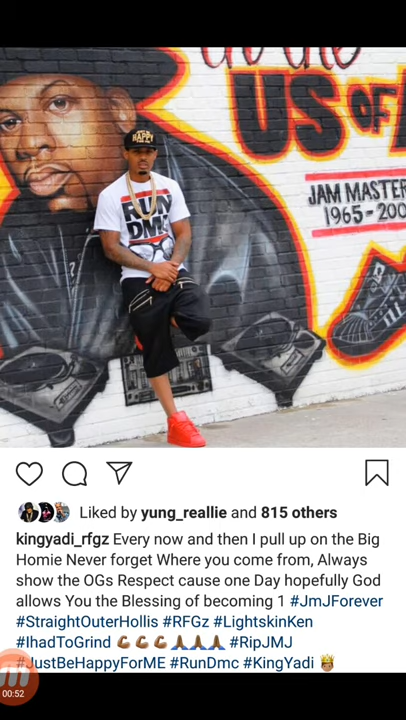 US OF
JAM MASTER
1965-200
HAPPY
RUN
DMC
Liked by yung_reallie and 815 others
kingyadi_rfgz Every now and then I pull up on the Big
Homie Never forget Where you come from, Always
show the OGs Respect cause one Day hopefully God
allows You the Blessing of becoming 1 #JmJForever
#StraightOuterHollis #RFGz #LightskinKen
#IhadToGrind 💪🏾💪🏾💪🏾🙏🏾🙏🏾🙏🏾 #RipJMJ
#JustBeHappyForME #RunDmc #KingYadi 🤴🏽
00:52